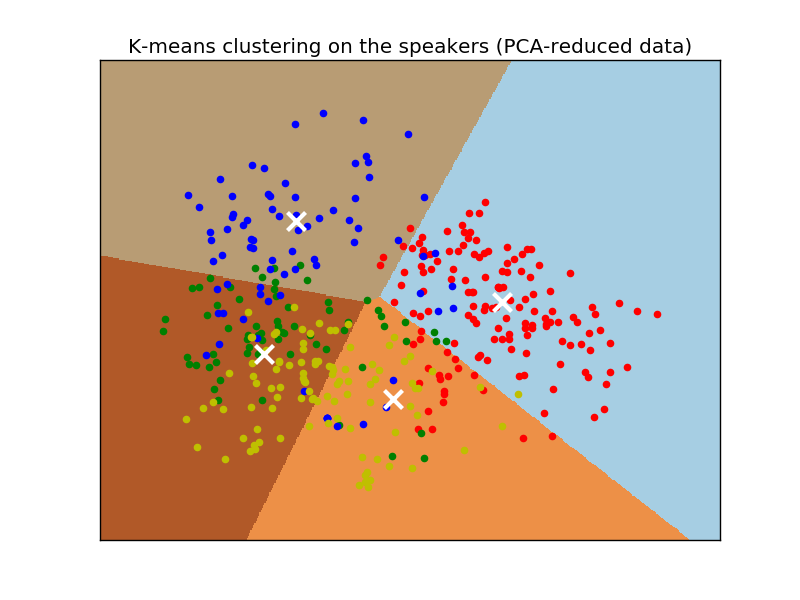 K-means clustering on the speakers (PCA-reduced data)